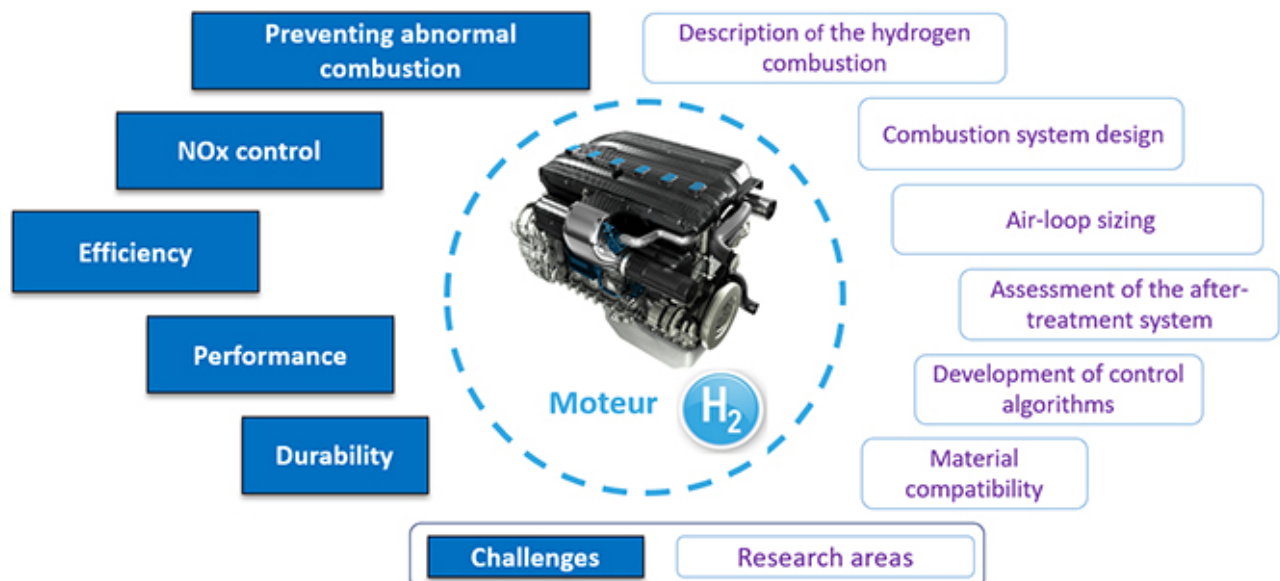 Preventing abnormal
combustion
NOx control
Efficiency
Performance
Durability
Moteur
H₂
Description of the hydrogen
combustion
Combustion system design
Air-loop sizing
Assessment of the after-
treatment system
Development of control
algorithms
Material
compatibility
Challenges
Research areas